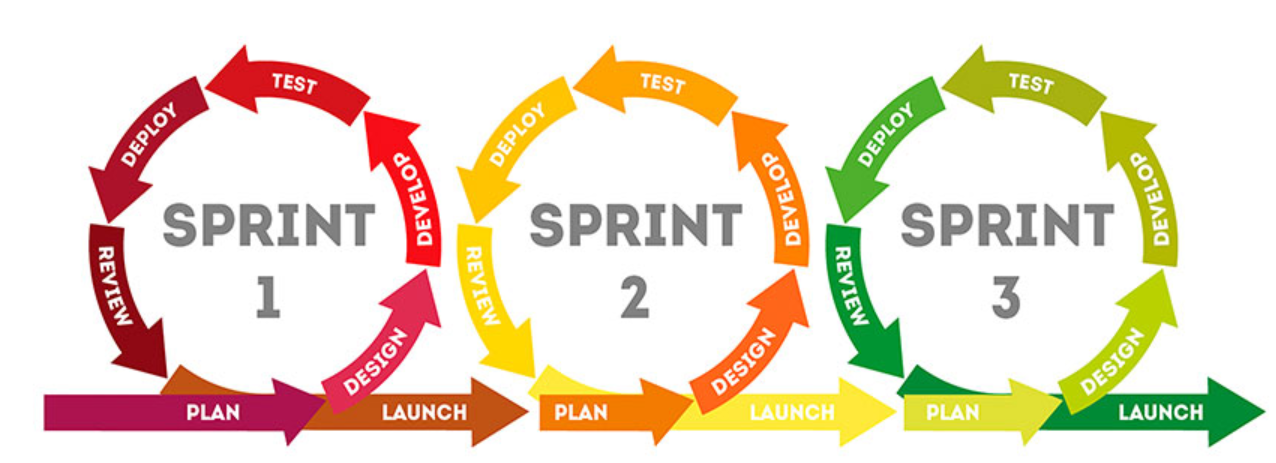 TEST
DEPLOY
DEVELOP
SPRINT
1
REVIEW
DESIGN
PLAN
LAUNCH
TEST
DEPLOY
DEVELOP
SPRINT
2
REVIEW
DESIGN
PLAN
LAUNCH
TEST
DEPLOY
DEVELOP
SPRINT
3
REVIEW
DESIGN
PLAN
LAUNCH